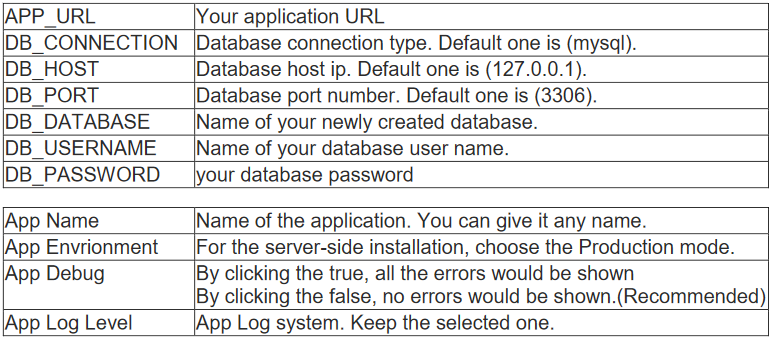 APP_URL Your application URL
DB_CONNECTION Database connection type. Default one is (mysql).
DB_HOST Database host ip. Default one is (127.0.0.1).
DB_PORT Database port number. Default one is (3306).
DB_DATABASE Name of your newly created database.
DB_USERNAME Name of your database user name.
DB_PASSWORD your database password
App Name Name of the application. You can give it any name.
App Envrionment For the server-side installation, choose the Production mode.
App Debug By clicking the true, all the errors would be shown
By clicking the false, no errors would be shown.(Recommended)
App Log Level App Log system. Keep the selected one.